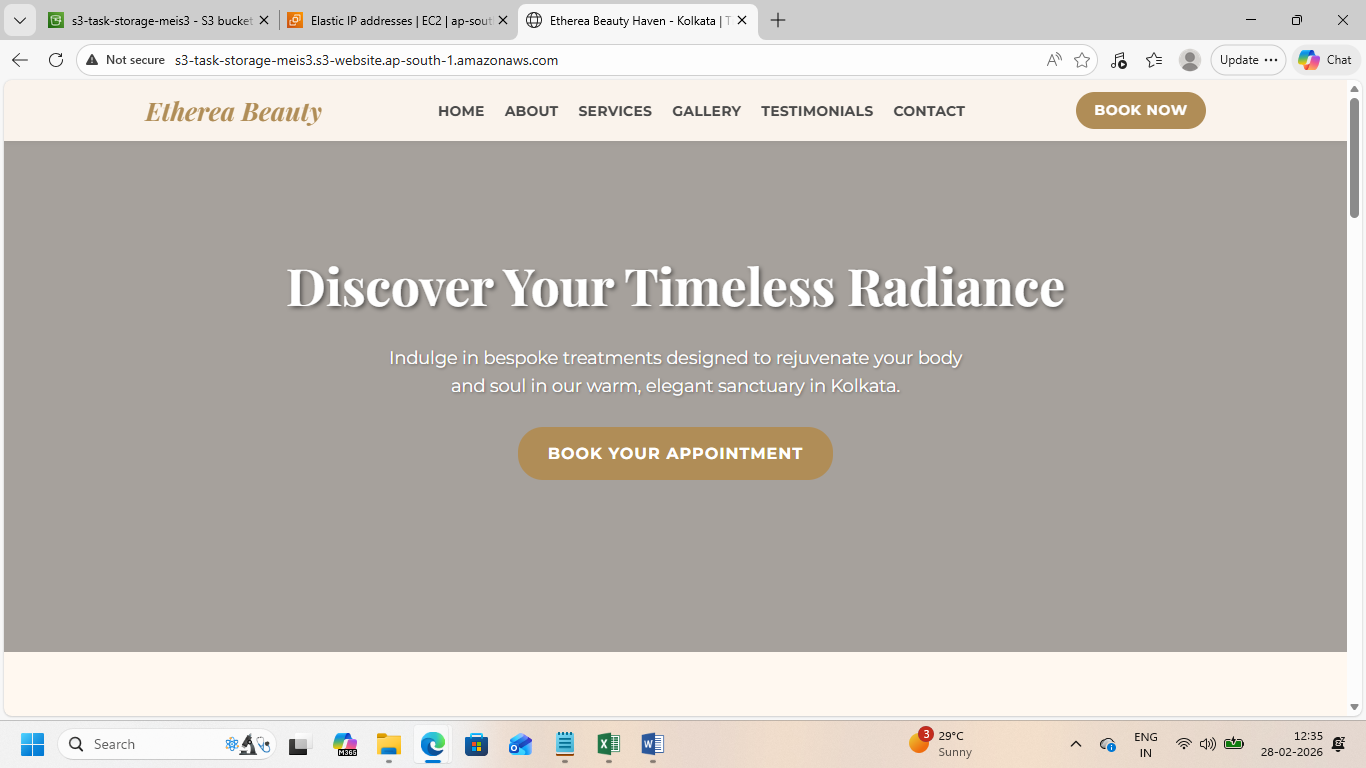 s3-task-storage-meis3 - S3 bucket
Elastic IP addresses | EC2 | ap-sout
Etherea Beauty Haven - Kolkata | T
Not secure
s3-task-storage-meis3.s3-website.ap-south-1.amazonaws.com
Update
Chat
Etherea Beauty
HOME ABOUT SERVICES GALLERY TESTIMONIALS CONTACT
BOOK NOW
Discover Your Timeless Radiance
Indulge in bespoke treatments designed to rejuvenate your body
and soul in our warm, elegant sanctuary in Kolkata.
BOOK YOUR APPOINTMENT
Search
M365
3
29°C
Sunny
ENG
IN
12:35
28-02-2026